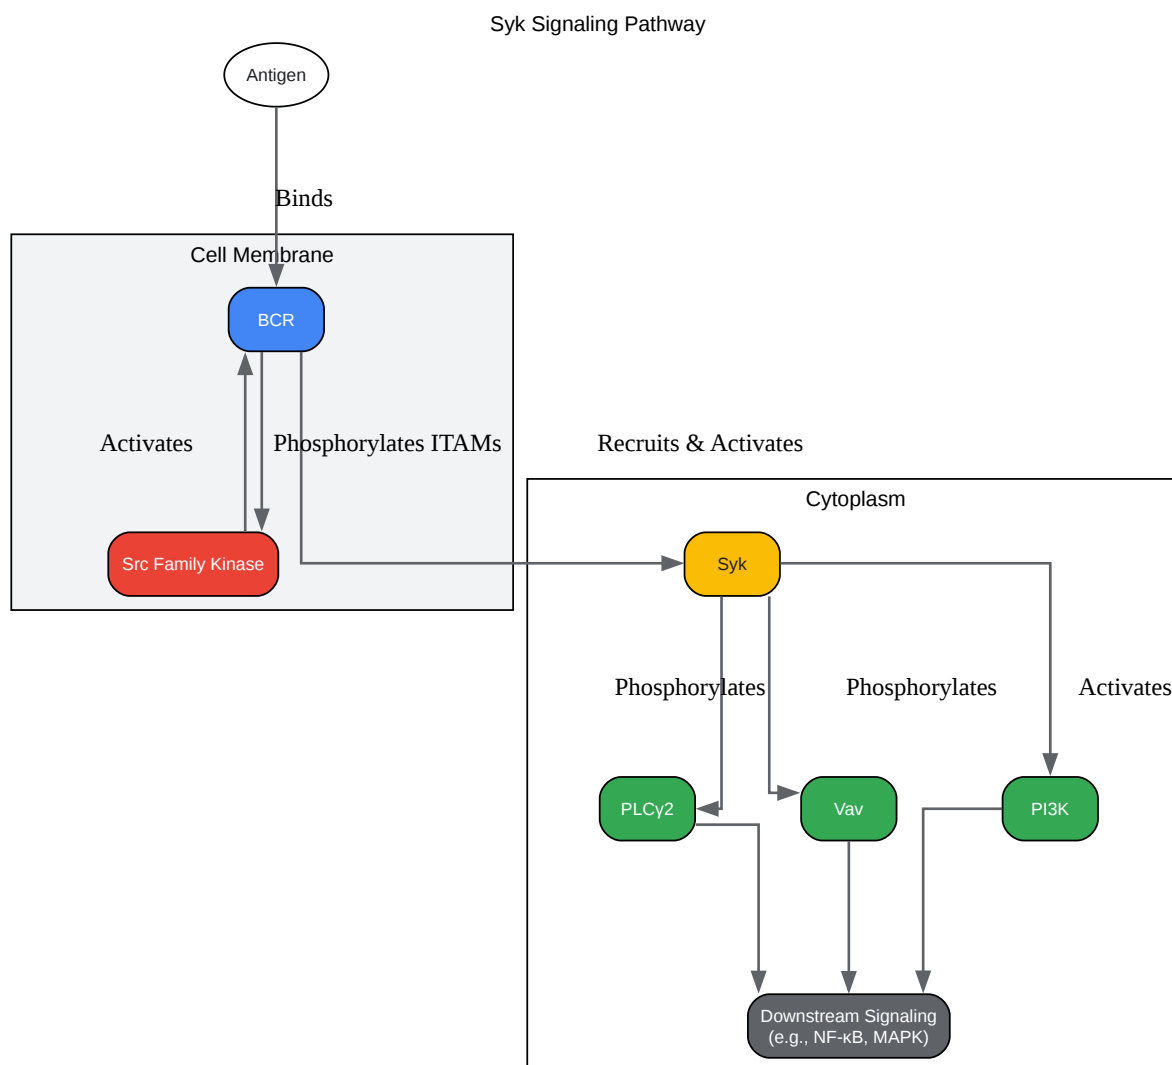 Syk Signaling Pathway
Antigen
Binds
Cell Membrane
BCR
Activates
Phosphorylates ITAMs
Recruits & Activates
Cytoplasm
Src Family Kinase
Syk
Phosphorylates
Phosphorylates
Activates
PLCγ2
Vav
PI3K
Downstream Signaling
(e.g., NF-κB, MAPK)